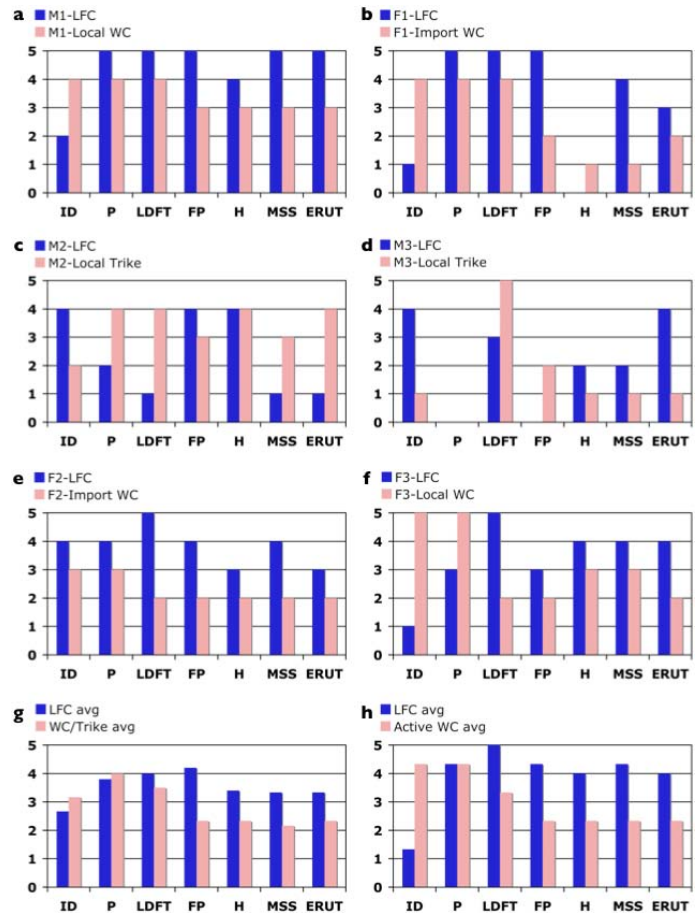 a M1-LFC
M1-Local WC
5
4
3
2
1
0
ID P LDFT FP H MSS ERUT
b F1-LFC
F1-Import WC
5
4
3
2
1
0
ID P LDFT FP H MSS ERUT
c M2-LFC
M2-Local Trike
5
4
3
2
1
0
ID P LDFT FP H MSS ERUT
d M3-LFC
M3-Local Trike
5
4
3
2
1
0
ID P LDFT FP H MSS ERUT
e F2-LFC
F2-Import WC
5
4
3
2
1
0
ID P LDFT FP H MSS ERUT
f F3-LFC
F3-Local WC
5
4
3
2
1
0
ID P LDFT FP H MSS ERUT
g LFC avg
WC/Trike avg
5
4
3
2
1
0
ID P LDFT FP H MSS ERUT
h LFC avg
Active WC avg
5
4
3
2
1
0
ID P LDFT FP H MSS ERUT